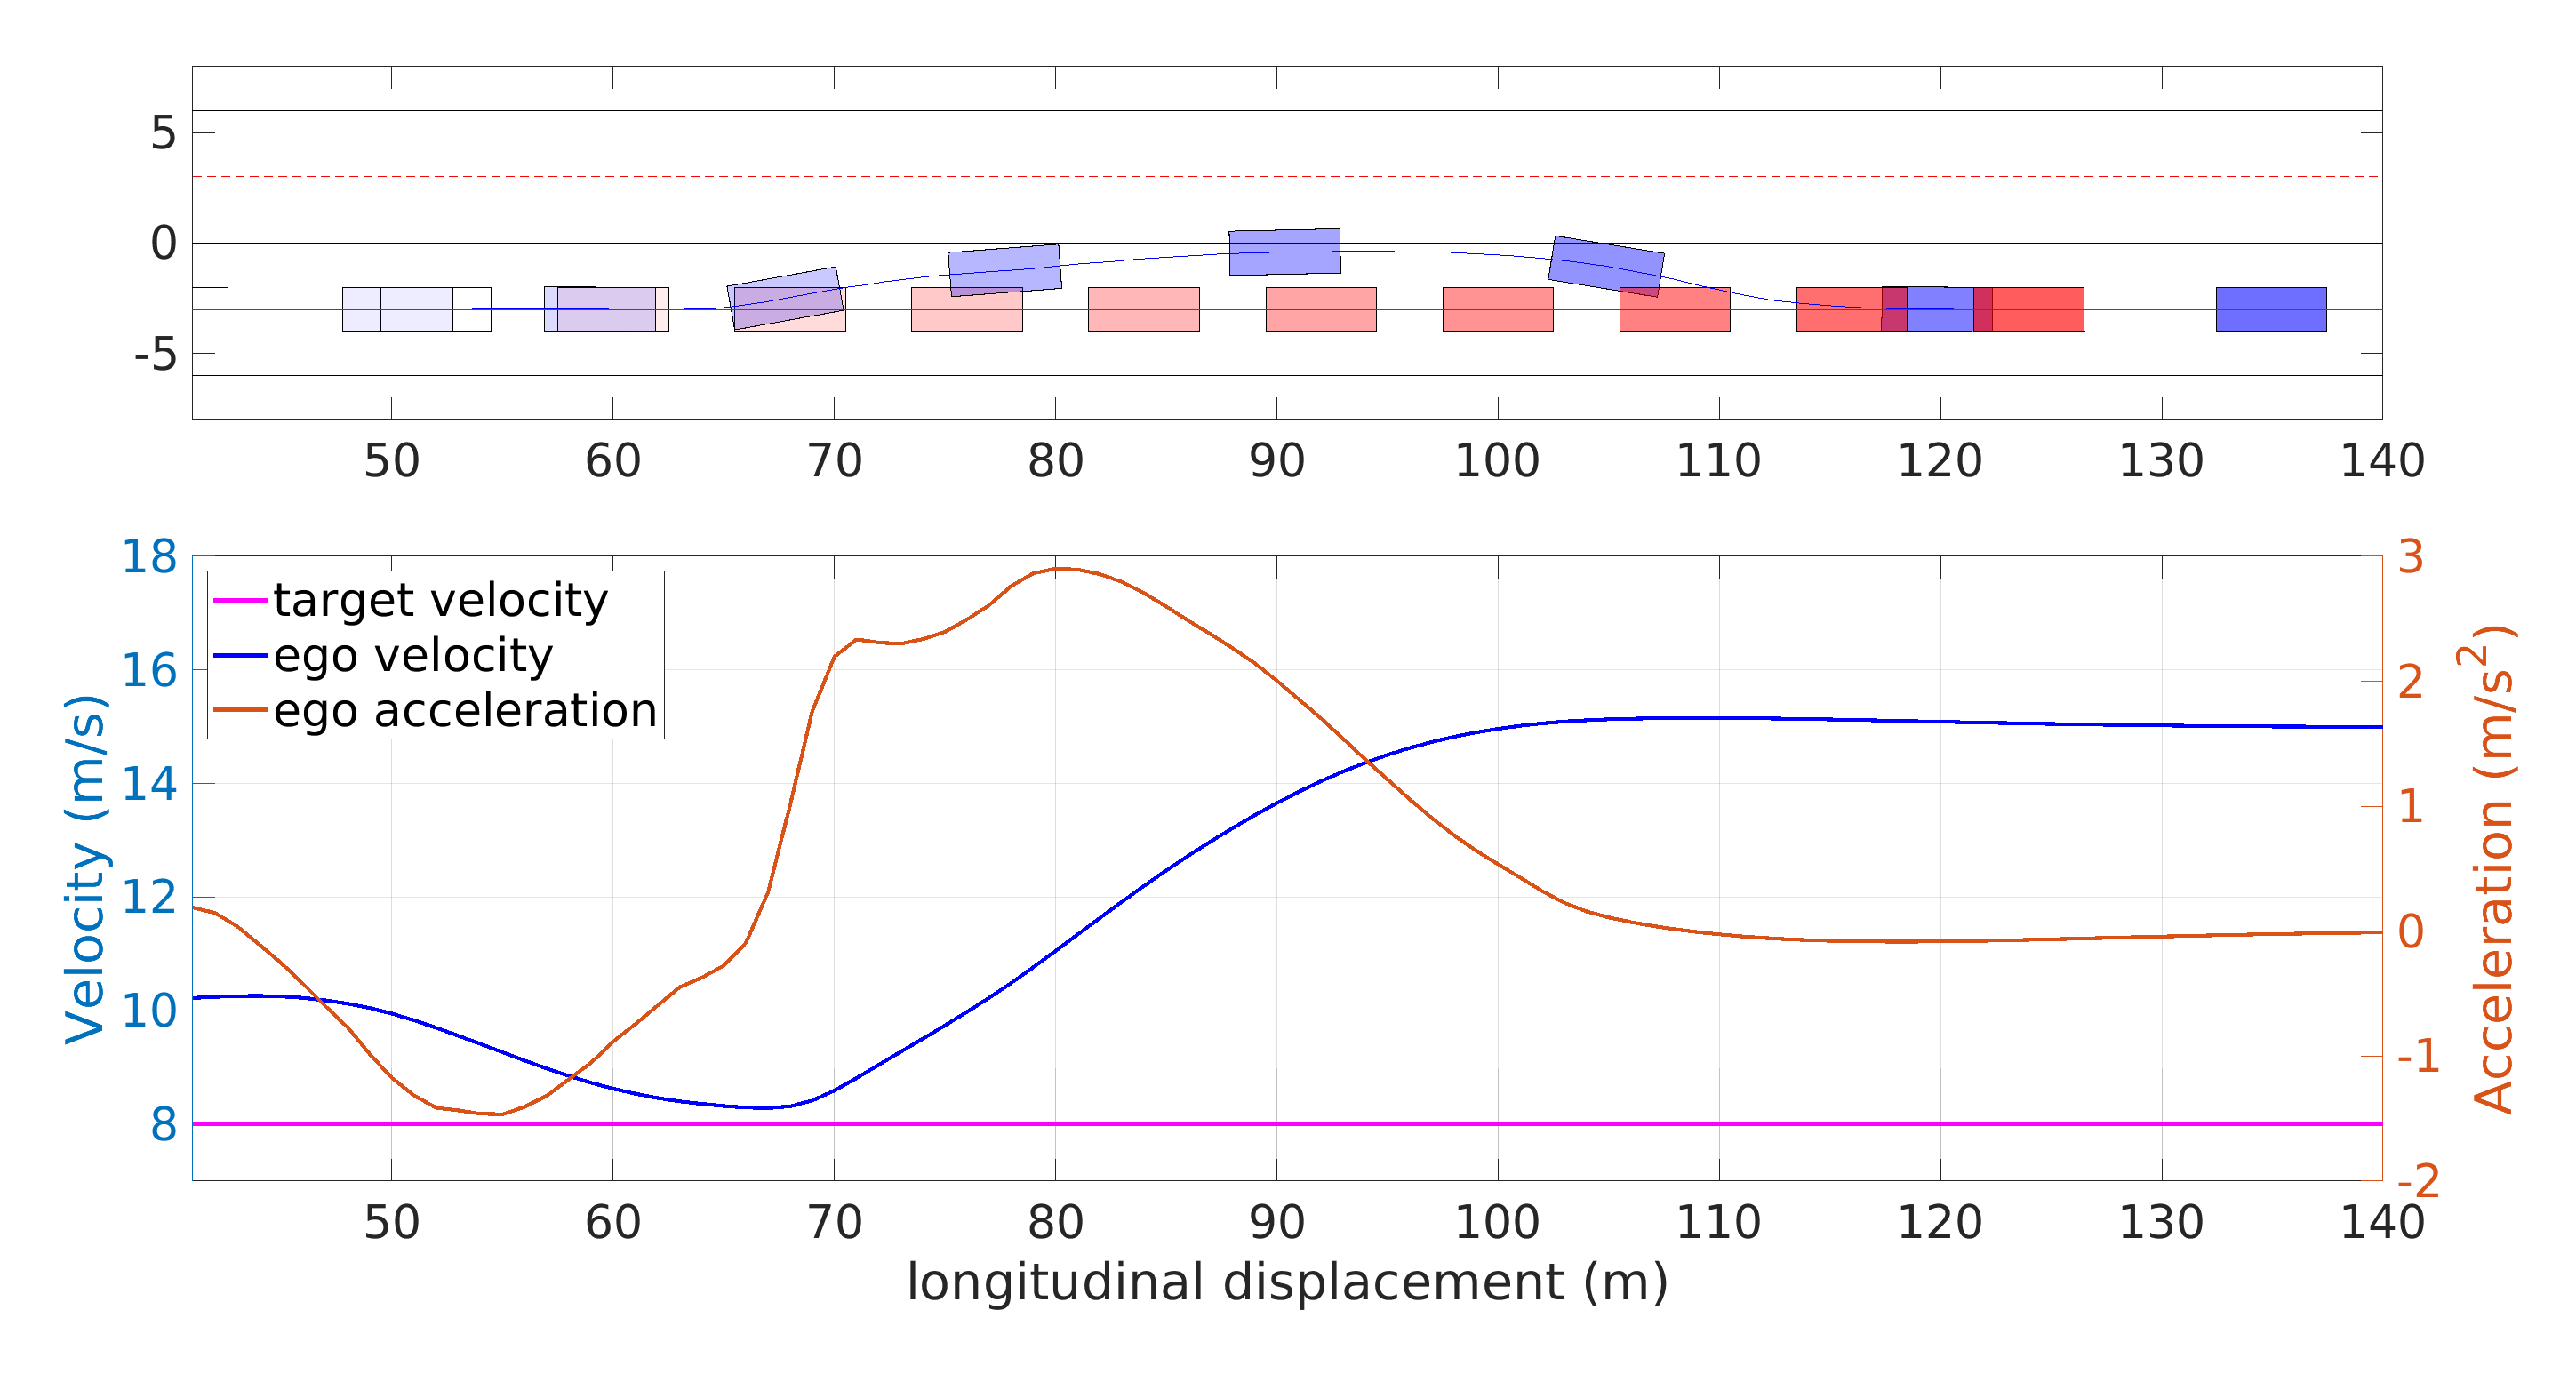 5
0
-5
50 60 70 80 90 100 110 120 130 140
18
16
14
12
10
8
Velocity (m/s)
target velocity
ego velocity
ego acceleration
3
2
1
0
-1
-2
Acceleration (m/s²)
50 60 70 80 90 100 110 120 130 140
longitudinal displacement (m)